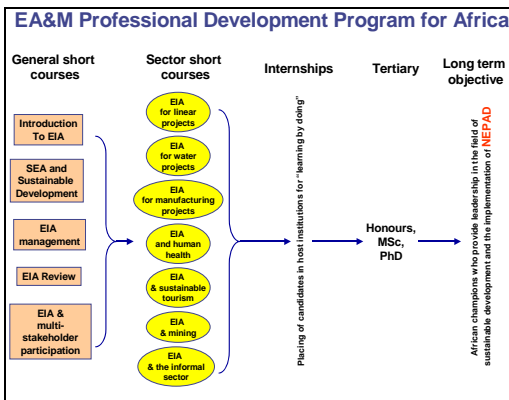 EA&M Professional Development Program for Africa
General short
courses
Sector short
courses
Internships
Tertiary
Long term
objective
Introduction
To EIA
SEA and
Sustainable
Development
EIA
management
EIA Review
EIA &
multi-
stakeholder
participation
EIA
for linear
projects
EIA
for water
projects
EIA
for manufacturing
projects
EIA
and human
health
EIA
& sustainable
tourism
EIA
& mining
EIA
& the informal
sector
Placing of candidates in host institutions for “learning by doing”
Honours,
MSc,
PhD
African champions who provide leadership in the field of
sustainable development and the implementation of NEPAD